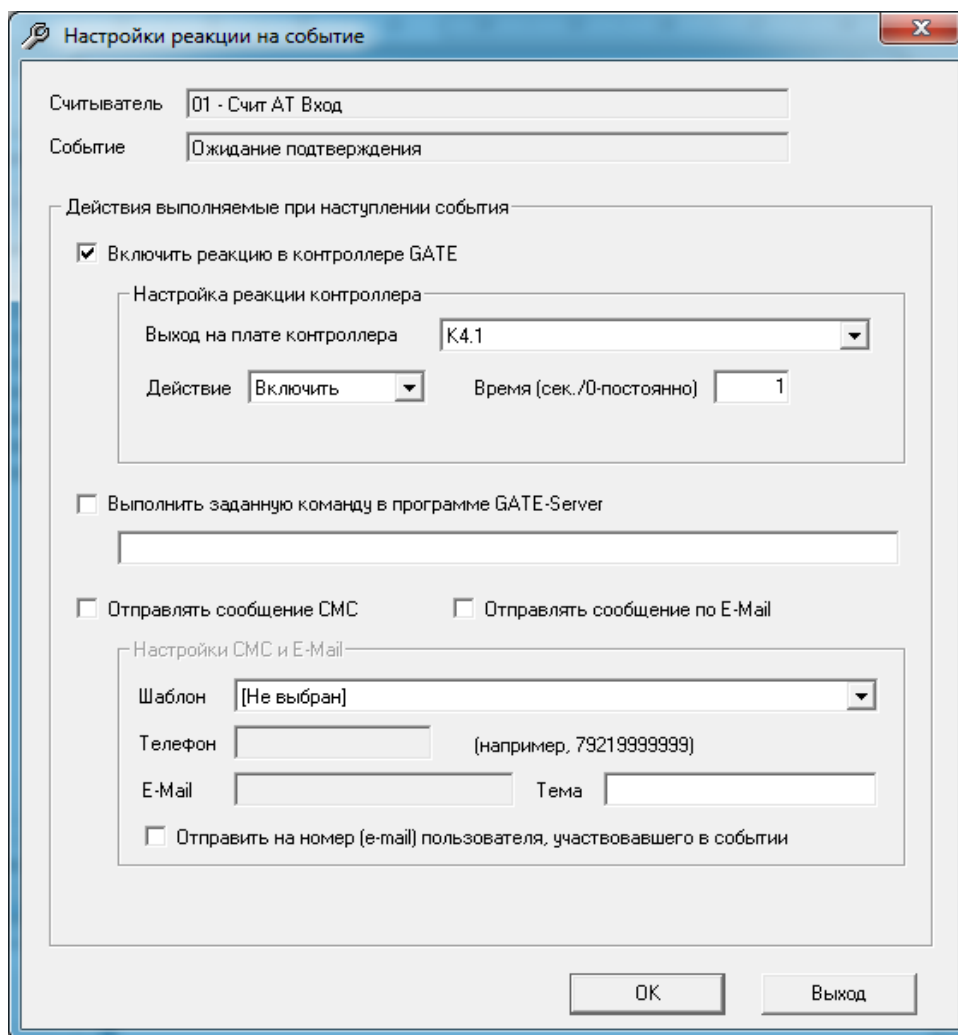 Настройки реакции на событие
Считыватель 01 - Счит АТ Вход
Событие Ожидание подтверждения
Действия выполняемые при наступлении события
Включить реакцию в контроллере GATE
Настройка реакции контроллера
Выход на плате контроллера K4.1
Действие Включить Время (сек./0-постоянно) 1
Выполнить заданную команду в программе GATE-Server
Отправлять сообщение СМС Отправлять сообщение по E-Mail
Настройки СМС и E-Mail
Шаблон [Не выбран]
Телефон (например, 79219999999)
E-Mail Тема
Отправить на номер (e-mail) пользователя, участвовавшего в событии
OK Выход